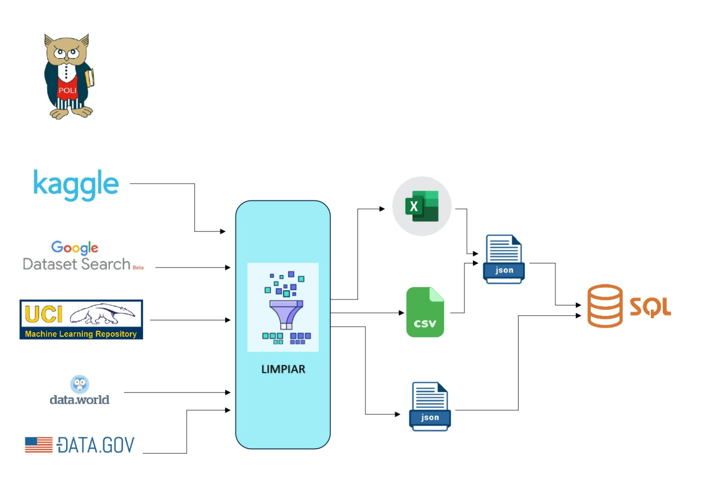 POLI
kaggle
Google
Dataset Search Beta
UCI
Machine Learning Repository
data.world
DATA.GOV
LIMPIAR
X
CSV
json
json
SQL